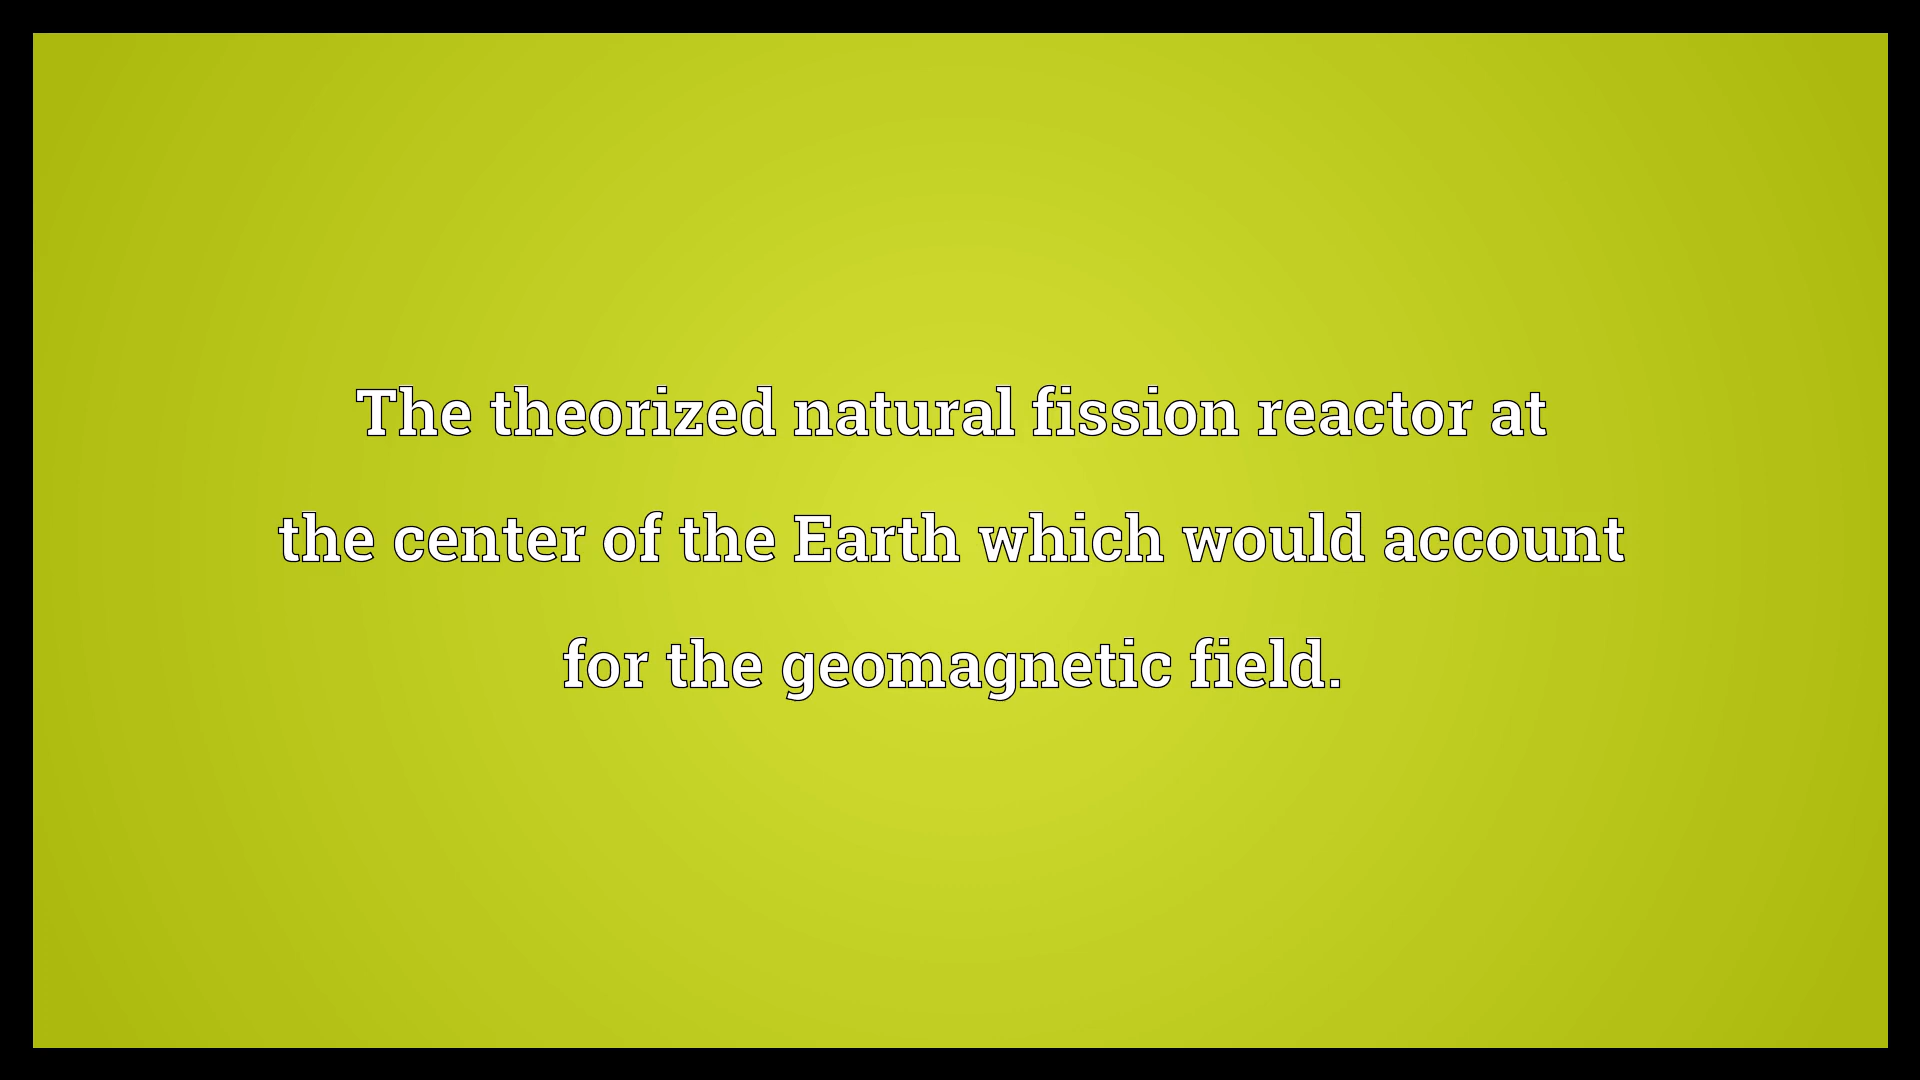 The theorized natural fission reactor at
the center of the Earth which would account
for the geomagnetic field.